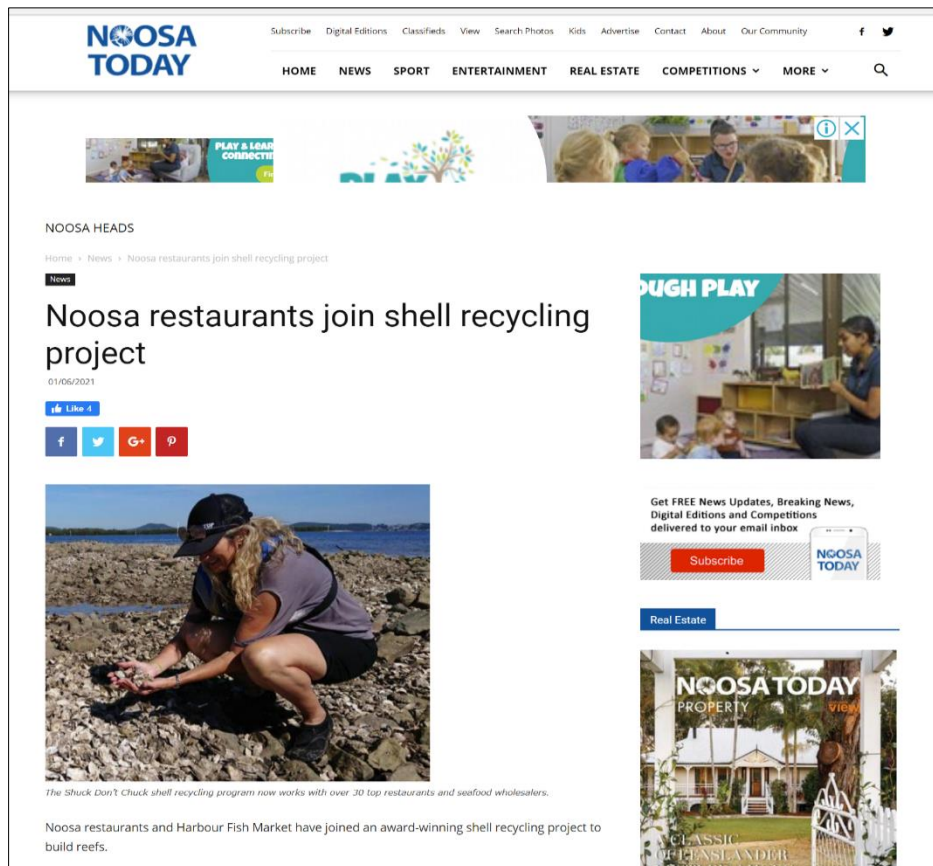 NOOSA
TODAY
Subscribe Digital Editions Classifieds View Search Photos Kids Advertise Contact About Our Community
HOME NEWS SPORT ENTERTAINMENT REAL ESTATE COMPETITIONS MORE
PLAY & LEAR
CONNECTIN
PLAY
NOOSA HEADS
Home › News › Noosa restaurants join shell recycling project
News
Noosa restaurants join shell recycling
project
01/06/2021
Like 4
f
G+
The Shuck Don't Chuck shell recycling program now works with over 30 top restaurants and seafood wholesalers.
Noosa restaurants and Harbour Fish Market have joined an award-winning shell recycling project to
build reefs.
OUGH PLAY
Get FREE News Updates, Breaking News,
Digital Editions and Competitions
delivered to your email inbox
Subscribe
NOOSA
TODAY
Real Estate
NOOSA TODAY
PROPERTY view
A CLASSIC
QUEENSLANDER